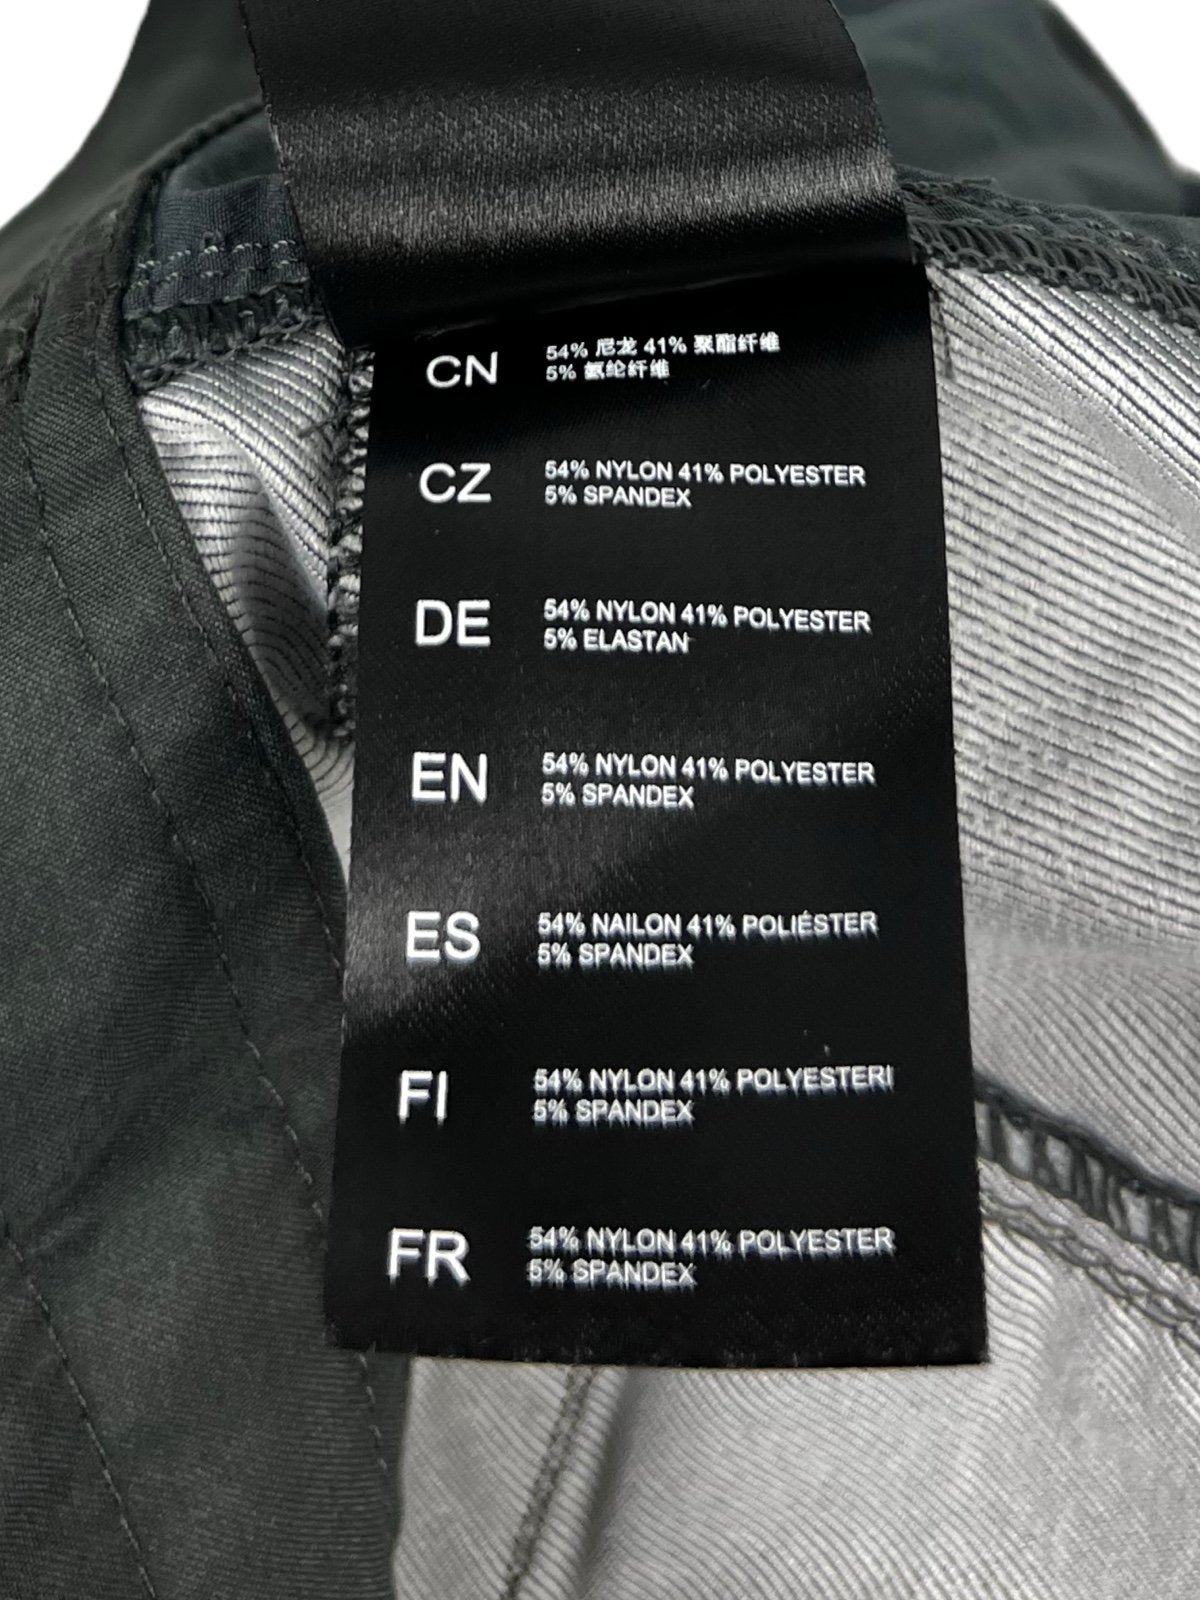 CN 54% 尼龙 41% 聚酯纤维
5% 氨纶纤维
CZ 54% NYLON 41% POLYESTER
5% SPANDEX
DE 54% NYLON 41% POLYESTER
5% ELASTAN
EN 54% NYLON 41% POLYESTER
5% SPANDEX
ES 54% NAILON 41% POLIÉSTER
5% SPANDEX
FI 54% NYLON 41% POLYESTERI
5% SPANDEX
FR 54% NYLON 41% POLYESTER
5% SPANDEX